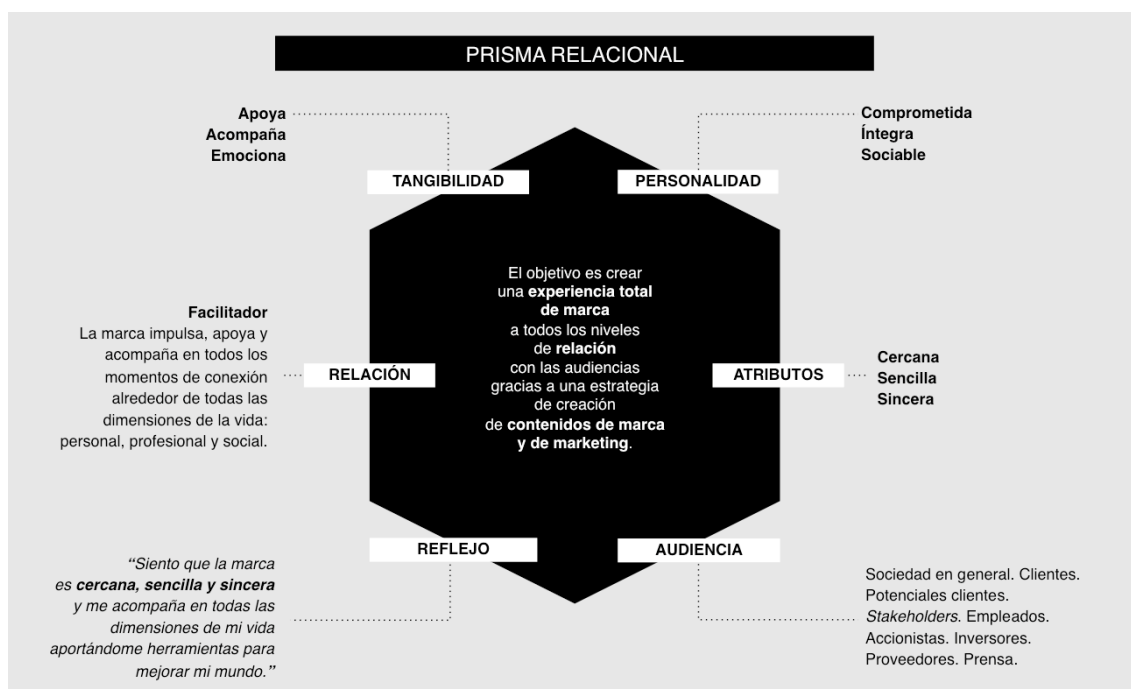 PRISMA RELACIONAL
Apoya
Acompaña
Emociona
TANGIBILIDAD
Comprometida
Íntegra
Sociable
PERSONALIDAD
El objetivo es crear
una experiencia total
de marca
a todos los niveles
de relación
con las audiencias
gracias a una estrategia
de creación
de contenidos de marca
y de marketing.
Facilitador
La marca impulsa, apoya y
acompaña en todos los
momentos de conexión
alrededor de todas las
dimensiones de la vida:
personal, profesional y social.
RELACIÓN
ATRIBUTOS
Cercana
Sencilla
Sincera
REFLEJO
“Siento que la marca
es cercana, sencilla y sincera
y me acompaña en todas las
dimensiones de mi vida
aportándome herramientas para
mejorar mi mundo.”
AUDIENCIA
Sociedad en general. Clientes.
Potenciales clientes.
Stakeholders. Empleados.
Accionistas. Inversores.
Proveedores. Prensa.